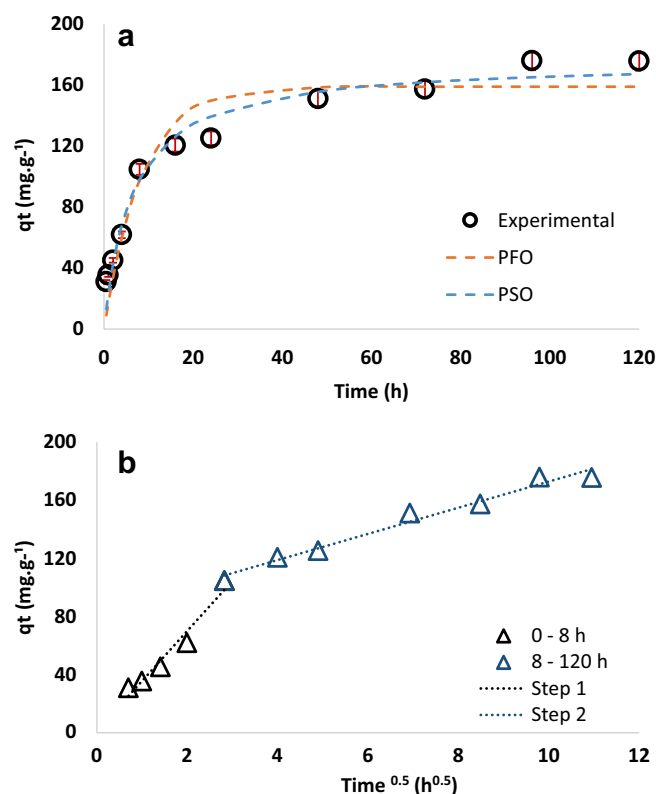 a
qt (mg.g⁻¹)
200
160
120
80
40
0
0 20 40 60 80 100 120
Time (h)
Experimental
PFO
PSO
b
qt (mg.g⁻¹)
200
160
120
80
40
0
0 2 4 6 8 10 12
Time ⁰·⁵ (h⁰·⁵)
0 - 8 h
8 - 120 h
Step 1
Step 2